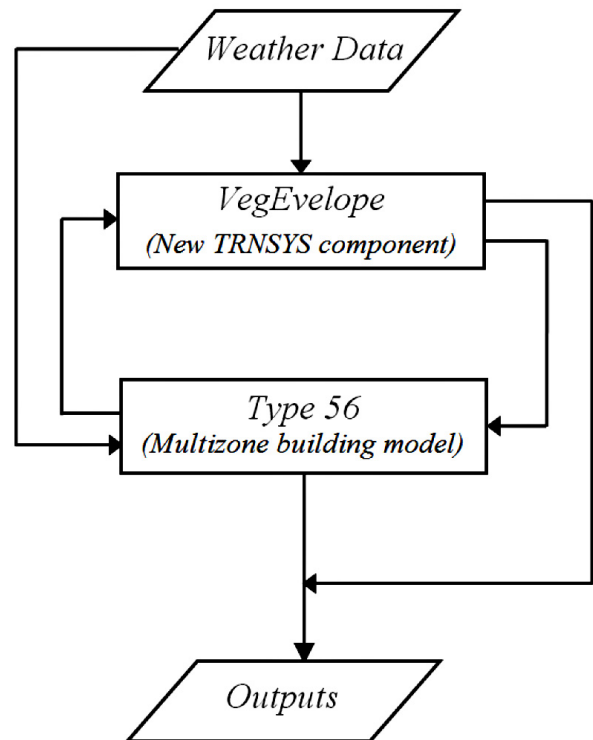 Weather Data
VegEvelope
(New TRNSYS component)
Type 56
(Multizone building model)
Outputs